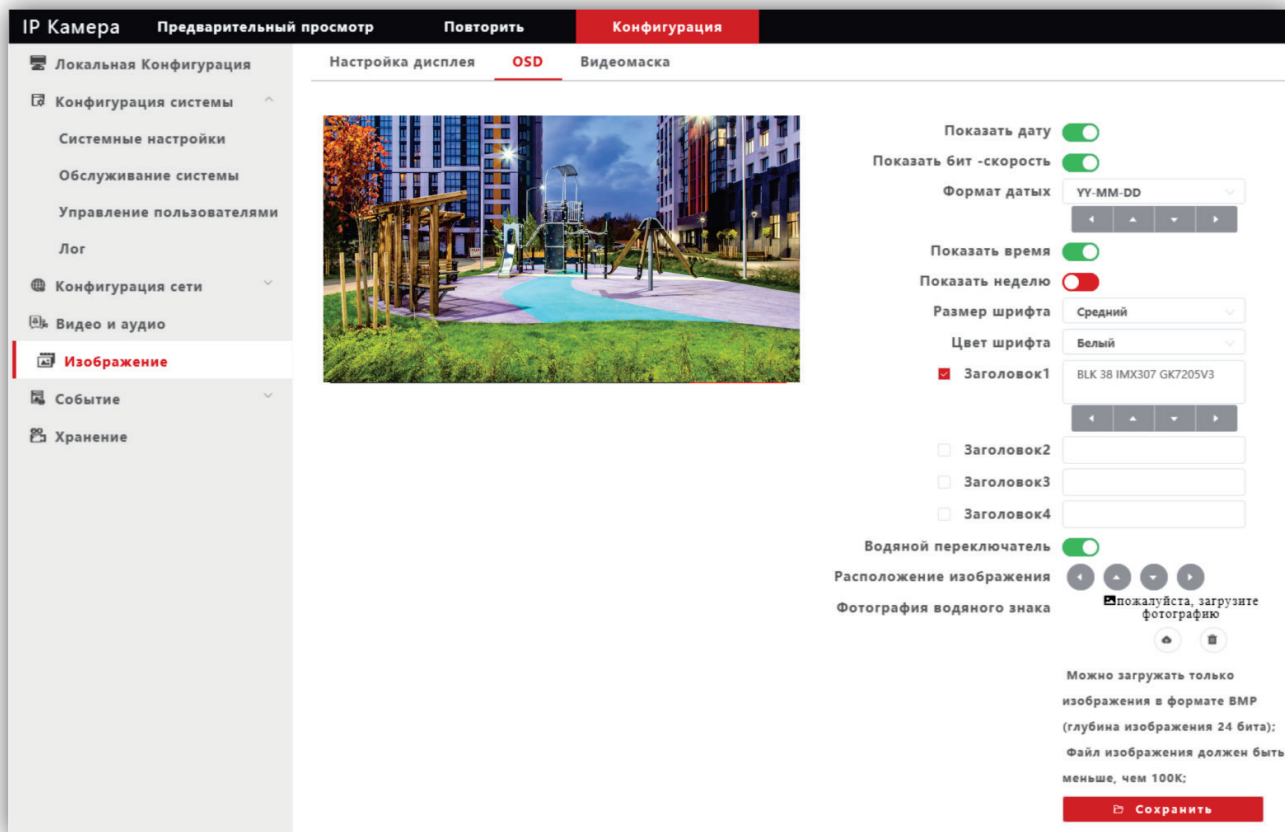 IP Камера Предварительный просмотр Повторить Конфигурация
Локальная Конфигурация
Конфигурация системы
Системные настройки
Обслуживание системы
Управление пользователями
Лог
Конфигурация сети
Видео и аудио
Изображение
Событие
Хранение
Настройка дисплея OSD Видеомаска
Показать дату
Показать бит -скорость
Формат датых YY-MM-DD
Показать время
Показать неделю
Размер шрифта Средний
Цвет шрифта Белый
Заголовок1 BLK 38 IMX307 GK7205V3
Заголовок2
Заголовок3
Заголовок4
Водяной переключатель
Расположение изображения
Фотография водяного знака пожалуйста, загрузите
фотографию
Можно загружать только
изображения в формате BMP
(глубина изображения 24 бита);
Файл изображения должен быть
меньше, чем 100K;
Сохранить